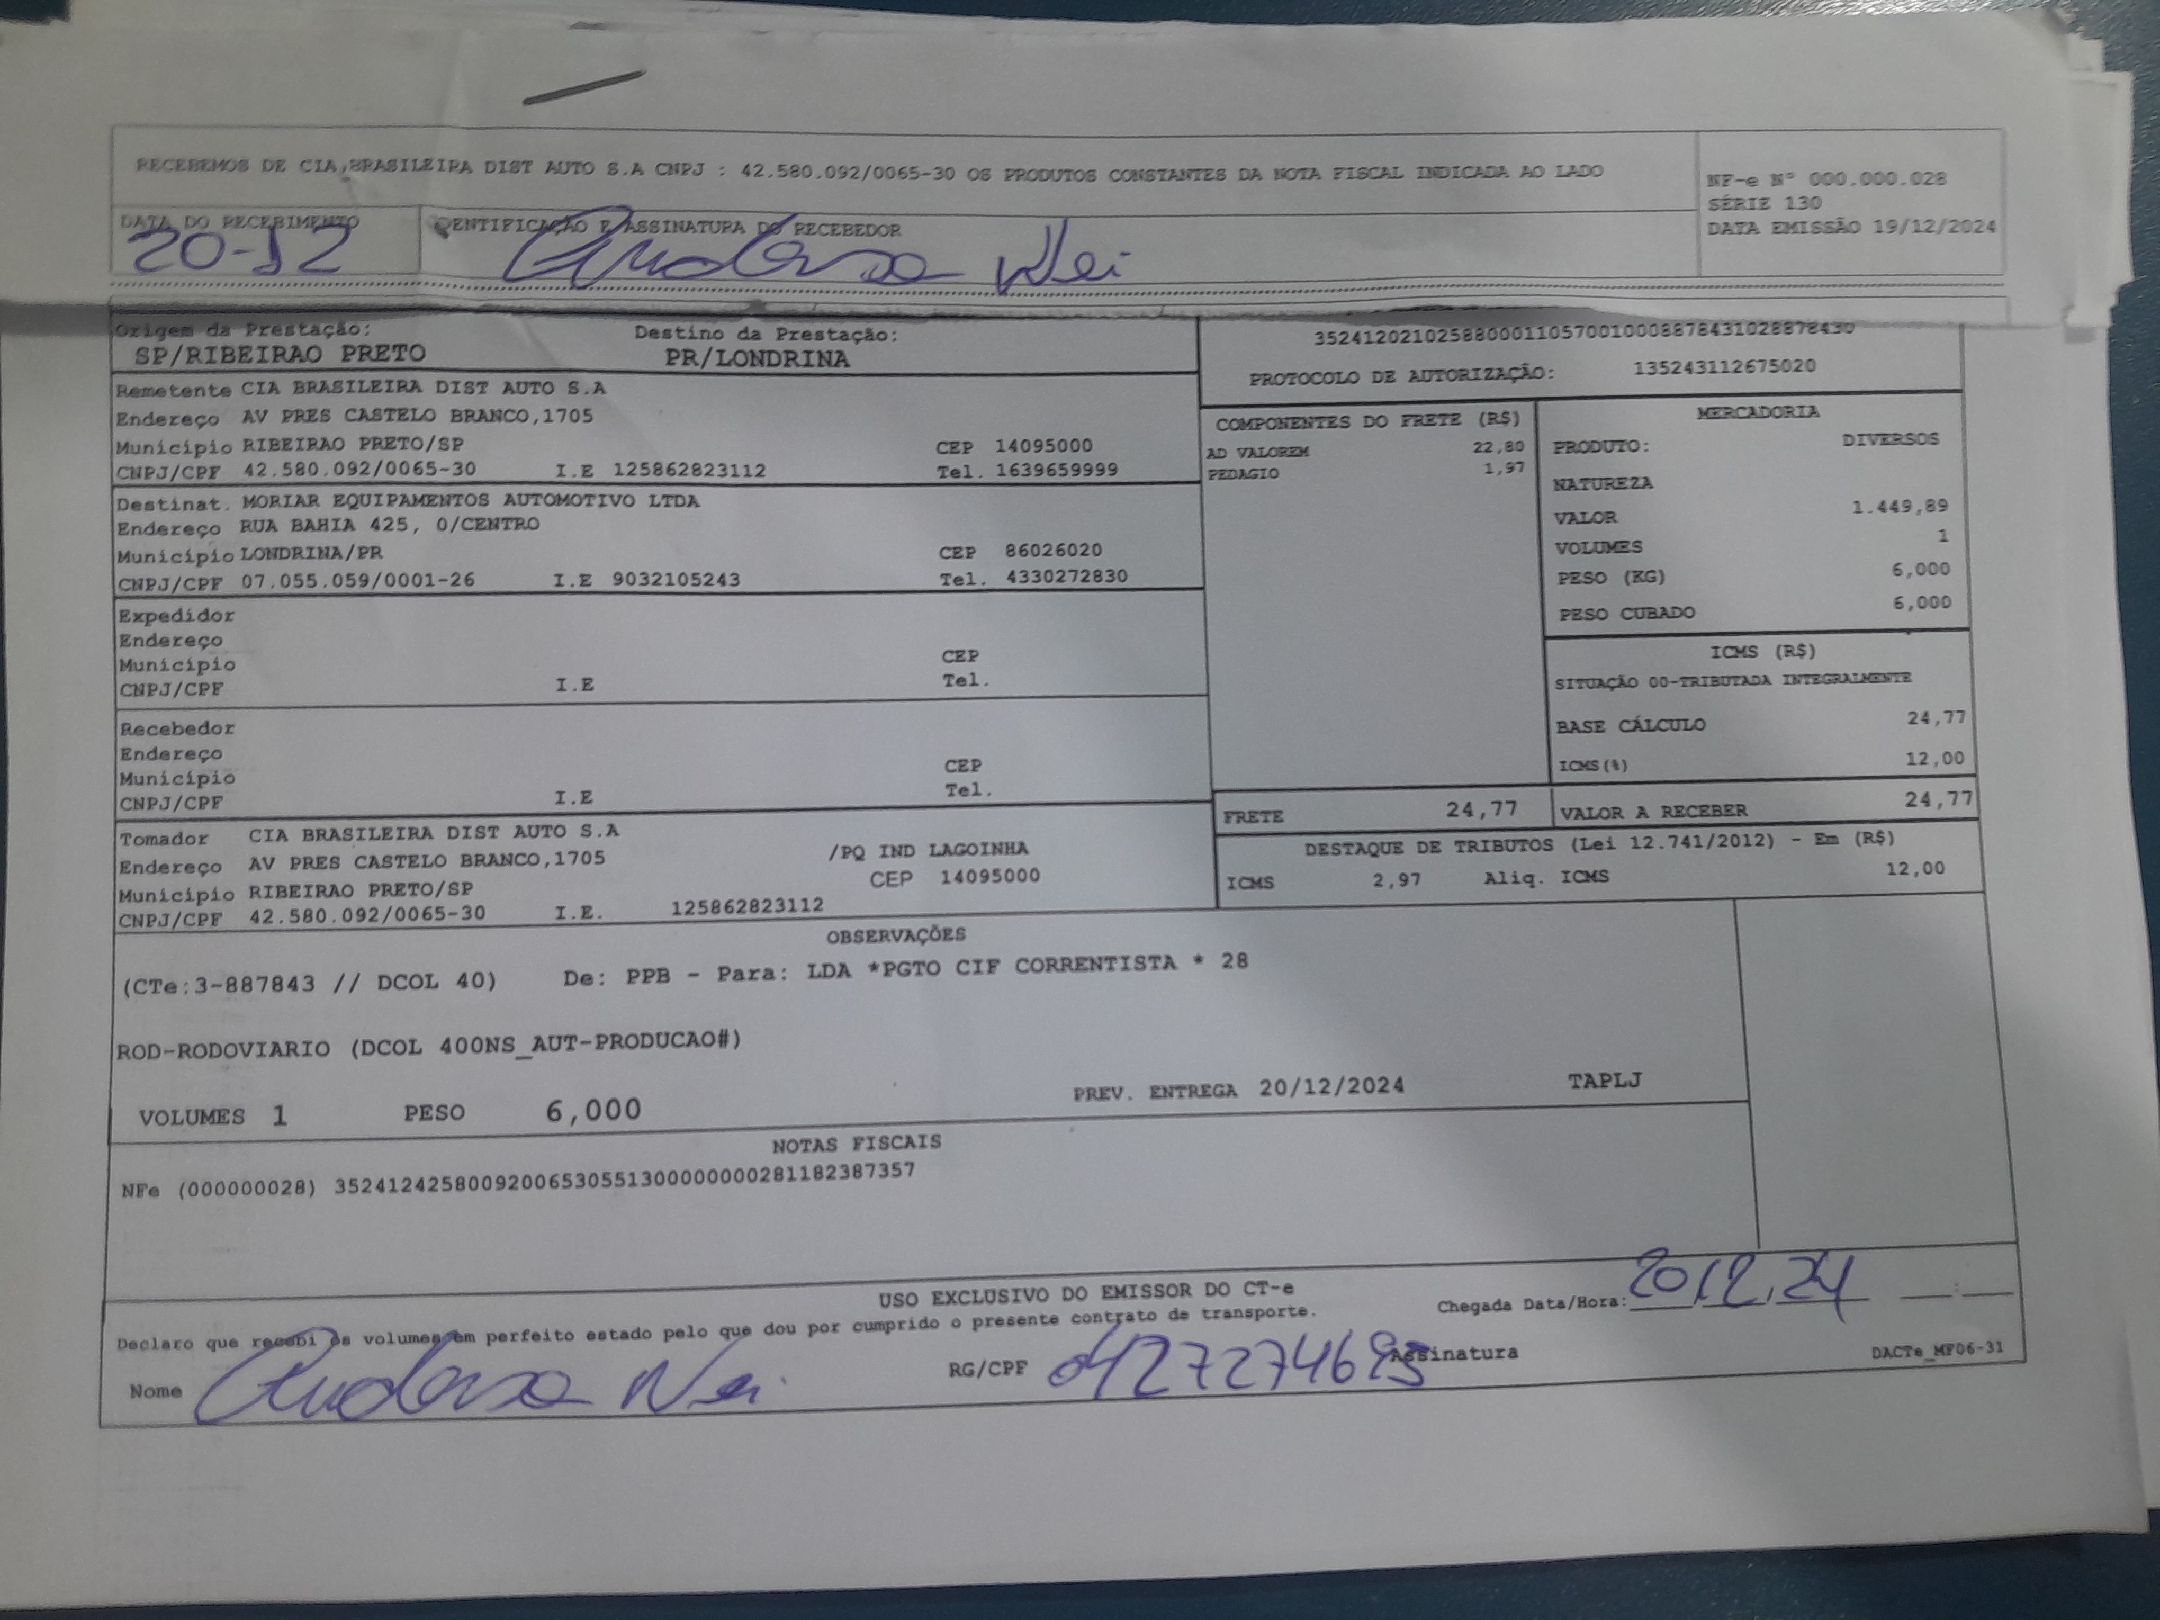 RECEBEMOS DE CIA,BRASILEIRA DIST AUTO S.A CNPJ : 42.580.092/0065-30 OS PRODUTOS CONSTANTES DA NOTA FISCAL INDICADA AO LADO
NF-e Nº 000.000.028
SÉRIE 130
DATA EMISSÃO 19/12/2024
DATA DO RECEBIMENTO
20-12
IDENTIFICAÇÃO E ASSINATURA DO RECEBEDOR
Origem da Prestação: Destino da Prestação:
SP/RIBEIRAO PRETO PR/LONDRINA
35241202102588000110570010008878431028878430
PROTOCOLO DE AUTORIZAÇÃO: 135243112675020
Remetente CIA BRASILEIRA DIST AUTO S.A
Endereço AV PRES CASTELO BRANCO,1705
Município RIBEIRAO PRETO/SP CEP 14095000
CNPJ/CPF 42.580.092/0065-30 I.E 125862823112 Tel. 1639659999
Destinat. MORIAR EQUIPAMENTOS AUTOMOTIVO LTDA
Endereço RUA BAHIA 425, 0/CENTRO
Município LONDRINA/PR CEP 86026020
CNPJ/CPF 07.055.059/0001-26 I.E 9032105243 Tel. 4330272830
Expedidor
Endereço
Município CEP
CNPJ/CPF I.E Tel.
Recebedor
Endereço
Município CEP
CNPJ/CPF I.E Tel.
Tomador CIA BRASILEIRA DIST AUTO S.A
Endereço AV PRES CASTELO BRANCO,1705 /PQ IND LAGOINHA
Município RIBEIRAO PRETO/SP CEP 14095000
CNPJ/CPF 42.580.092/0065-30 I.E. 125862823112
COMPONENTES DO FRETE (R$)
AD VALOREM 22,80
PEDAGIO 1,97
MERCADORIA
PRODUTO: DIVERSOS
NATUREZA
VALOR 1.449,89
VOLUMES 1
PESO (KG) 6,000
PESO CUBADO 6,000
ICMS (R$)
SITUAÇÃO 00-TRIBUTADA INTEGRALMENTE
BASE CÁLCULO 24,77
ICMS(%) 12,00
FRETE 24,77 VALOR A RECEBER 24,77
DESTAQUE DE TRIBUTOS (Lei 12.741/2012) - Em (R$)
ICMS 2,97 Aliq. ICMS 12,00
OBSERVAÇÕES
(CTe:3-887843 // DCOL 40) De: PPB - Para: LDA *PGTO CIF CORRENTISTA * 28
ROD-RODOVIARIO (DCOL 400NS_AUT-PRODUCAO#)
VOLUMES 1 PESO 6,000 PREV. ENTREGA 20/12/2024 TAPLJ
NOTAS FISCAIS
NFe (000000028) 35241242580092006530551300000000281182387357
USO EXCLUSIVO DO EMISSOR DO CT-e
Declaro que recebi os volumes em perfeito estado pelo que dou por cumprido o presente contrato de transporte.
Chegada Data/Hora: 20.12.24
Nome RG/CPF 0427274695 Assinatura DACTe_MF06-31